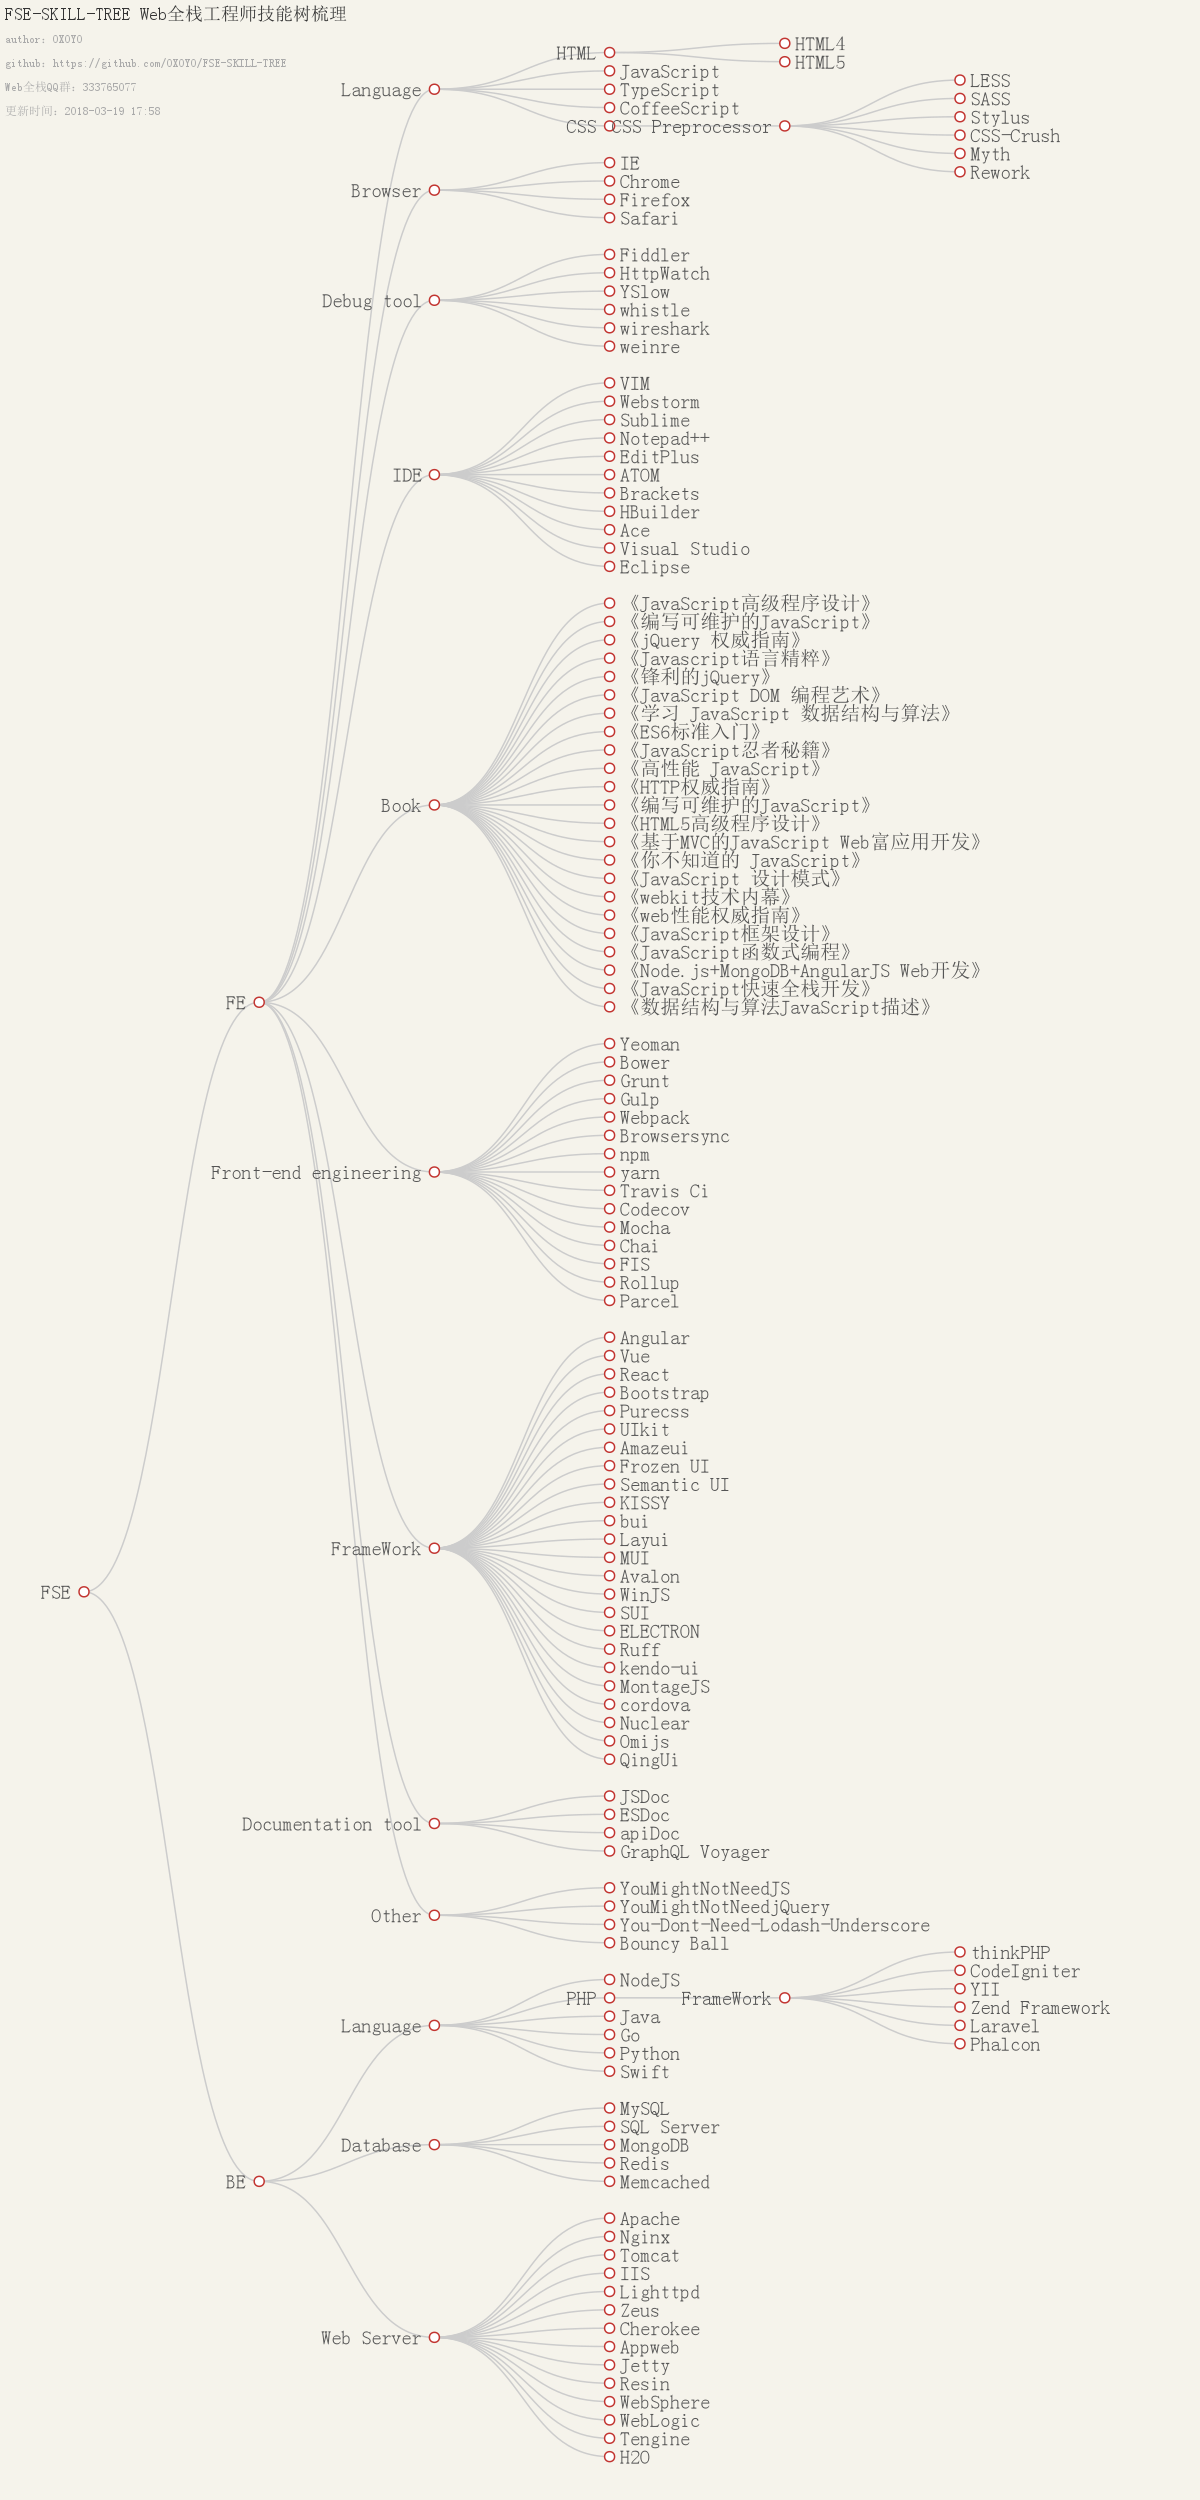 FSE-SKILL-TREE Web全栈工程师技能树梳理
author: OXOYO
github: https://github.com/OXOYO/FSE-SKILL-TREE
Web全栈QQ群: 333765077
更新时间: 2018-03-19 17:58
FSE
FE
Language
HTML
HTML4
HTML5
JavaScript
TypeScript
CoffeeScript
CSS
CSS Preprocessor
LESS
SASS
Stylus
CSS-Crush
Myth
Rework
Browser
IE
Chrome
Firefox
Safari
Debug tool
Fiddler
HttpWatch
YSlow
whistle
wireshark
weinre
IDE
VIM
Webstorm
Sublime
Notepad++
EditPlus
ATOM
Brackets
HBuilder
Ace
Visual Studio
Eclipse
Book
《JavaScript高级程序设计》
《编写可维护的JavaScript》
《jQuery 权威指南》
《Javascript语言精粹》
《锋利的jQuery》
《JavaScript DOM 编程艺术》
《学习 JavaScript 数据结构与算法》
《ES6标准入门》
《JavaScript忍者秘籍》
《高性能 JavaScript》
《HTTP权威指南》
《编写可维护的JavaScript》
《HTML5高级程序设计》
《基于MVC的JavaScript Web富应用开发》
《你不知道的 JavaScript》
《JavaScript 设计模式》
《webkit技术内幕》
《web性能权威指南》
《JavaScript框架设计》
《JavaScript函数式编程》
《Node.js+MongoDB+AngularJS Web开发》
《JavaScript快速全栈开发》
《数据结构与算法JavaScript描述》
Front-end engineering
Yeoman
Bower
Grunt
Gulp
Webpack
Browsersync
npm
yarn
Travis Ci
Codecov
Mocha
Chai
FIS
Rollup
Parcel
FrameWork
Angular
Vue
React
Bootstrap
Purecss
UIkit
Amazeui
Frozen UI
Semantic UI
KISSY
bui
Layui
MUI
Avalon
WinJS
SUI
ELECTRON
Ruff
kendo-ui
MontageJS
cordova
Nuclear
Omijs
QingUi
Documentation tool
JSDoc
ESDoc
apiDoc
GraphQL Voyager
Other
YouMightNotNeedJS
YouMightNotNeedjQuery
You-Dont-Need-Lodash-Underscore
Bouncy Ball
BE
Language
NodeJS
PHP
FrameWork
thinkPHP
CodeIgniter
YII
Zend Framework
Laravel
Phalcon
Java
Go
Python
Swift
Database
MySQL
SQL Server
MongoDB
Redis
Memcached
Web Server
Apache
Nginx
Tomcat
IIS
Lighttpd
Zeus
Cherokee
Appweb
Jetty
Resin
WebSphere
WebLogic
Tengine
H2O